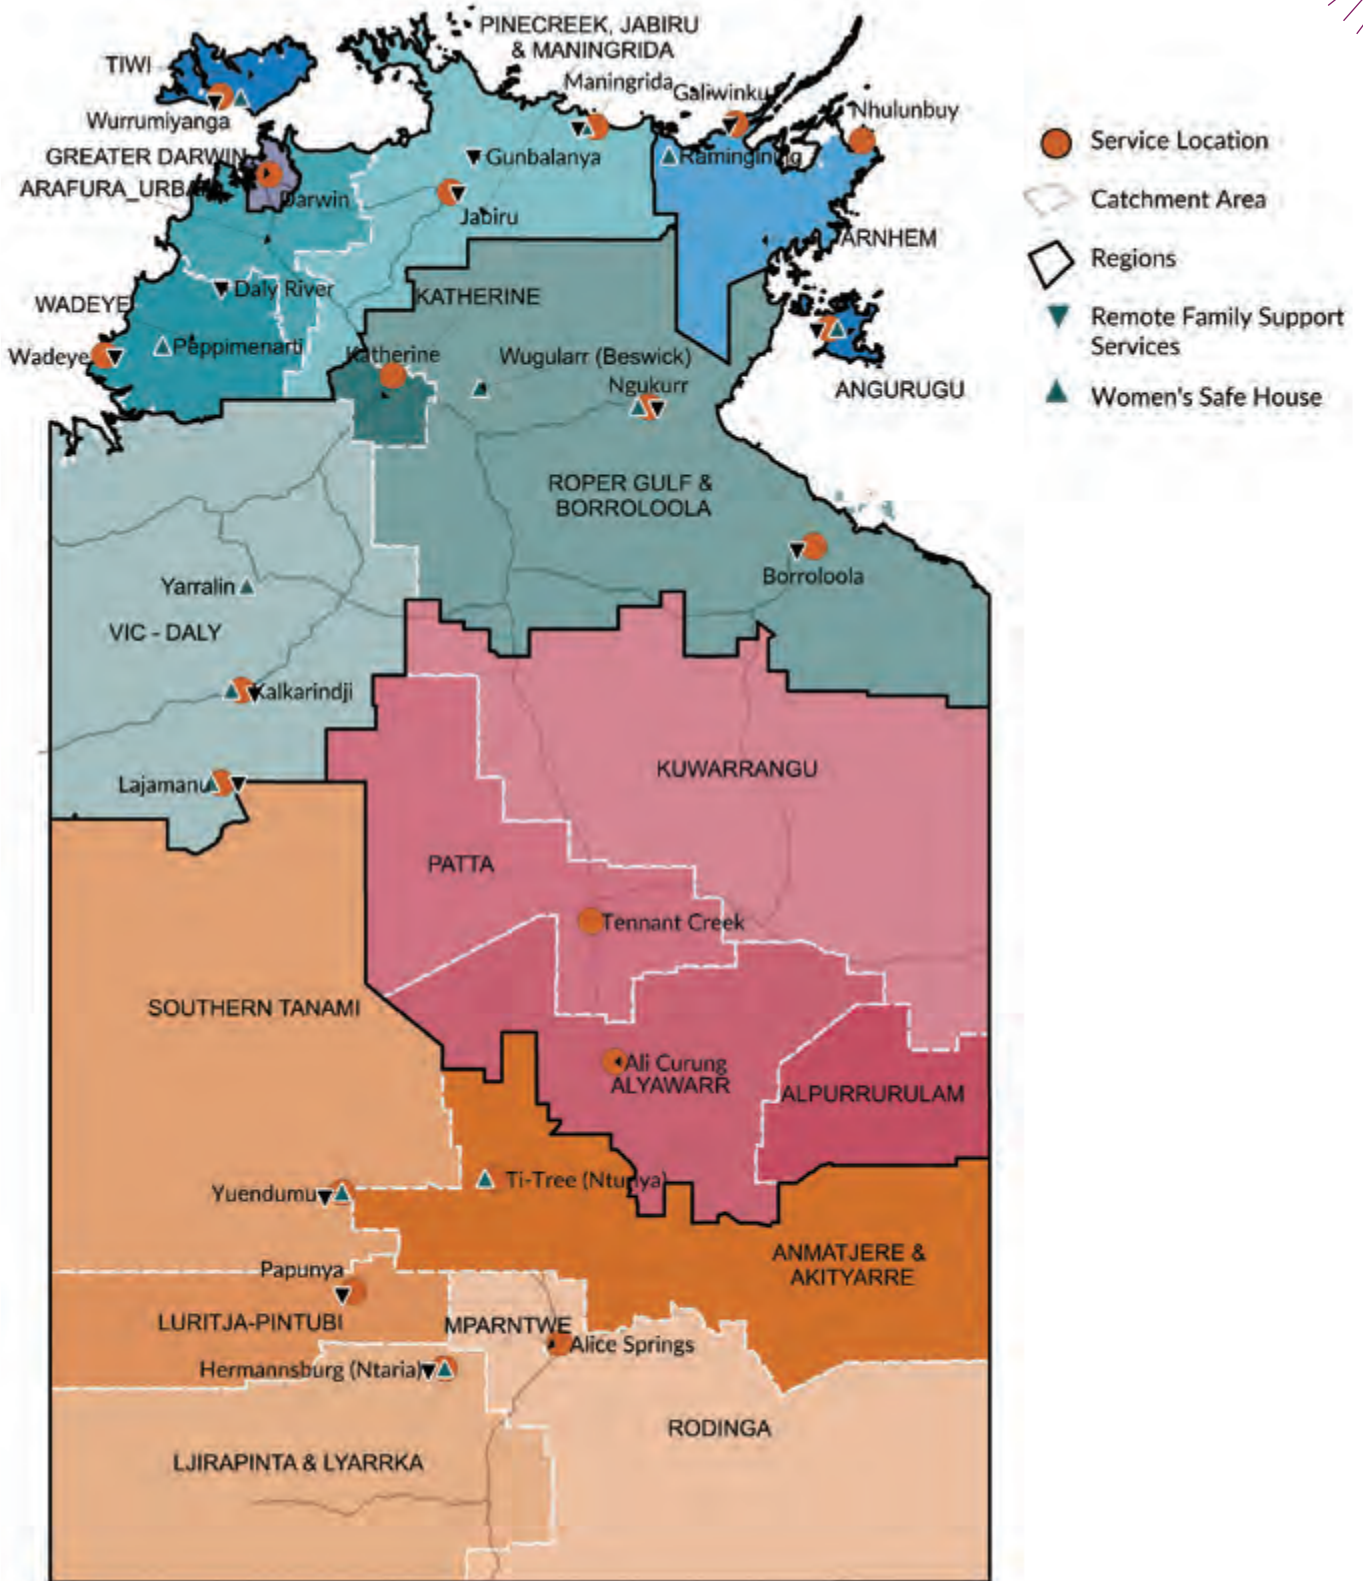 PINECREEK, JABIRU
& MANINGRIDA
TIWI
Maningrida
Galiwinku
Nhulunbuy
Wurrumiyanga
GREATER DARWIN
Gunbalanya
Ramingining
ARAFURA_URBAN
Darwin
Jabiru
ARNHEM
Daly River
KATHERINE
WADEYE
Wadeye
Peppimenarti
Katherine
Wugularr (Beswick)
Ngukurr
ANGURUGU
ROPER GULF &
BORROLOOLA
Borroloola
Yarralin
VIC - DALY
Kalkarindji
Lajamanu
KUWARRANGU
PATTA
Tennant Creek
SOUTHERN TANAMI
Ali Curung
ALYAWARR
ALPURRURULAM
Yuendumu
Ti-Tree (Ntunya)
ANMATJERE &
AKITYARRE
Papunya
LURITJA-PINTUBI
MPARNTWE
Alice Springs
Hermannsburg (Ntaria)
RODINGA
LJIRAPINTA & LYARRKA
Service Location
Catchment Area
Regions
Remote Family Support
Services
Women's Safe House